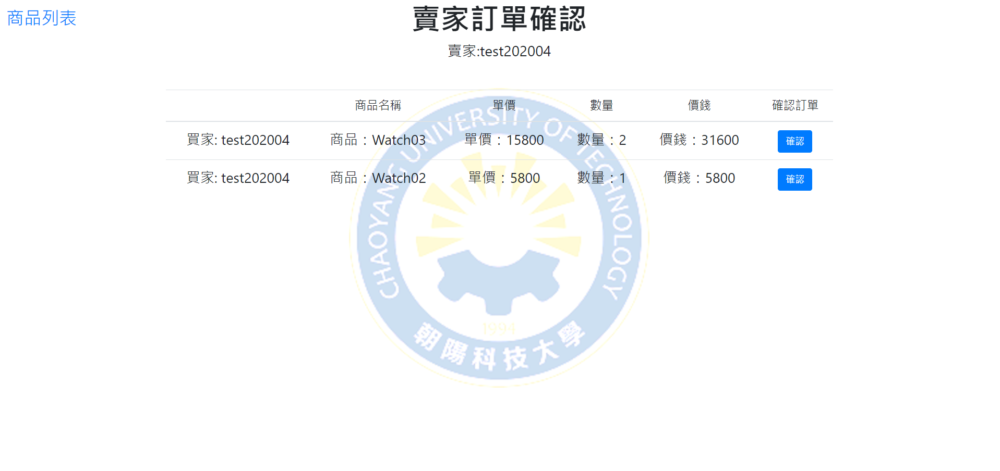 商品列表
賣家訂單確認
賣家:test202004
商品名稱 單價 數量 價錢 確認訂單
買家: test202004 商品：Watch03 單價：15800 數量：2 價錢：31600 確認
買家: test202004 商品：Watch02 單價：5800 數量：1 價錢：5800 確認
CHAOYANG UNIVERSITY OF TECHNOLOGY
1994
朝陽科技大學